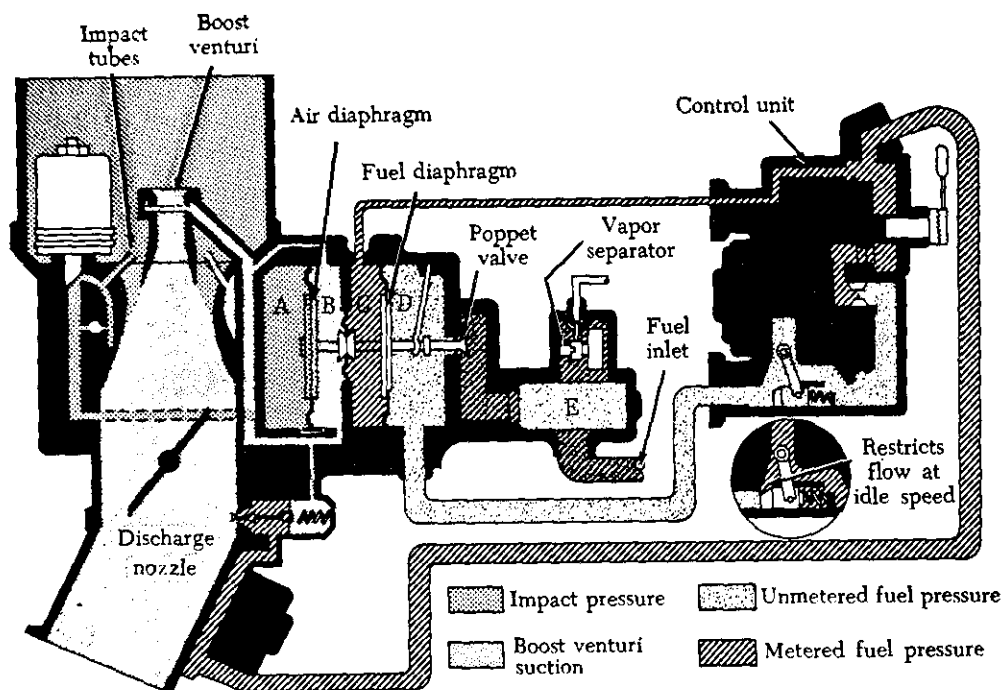 Impact
tubes
Boost
venturi
Air diaphragm
Fuel diaphragm
Poppet
valve
Vapor
separator
Control unit
Fuel
inlet
A
B
C
D
E
Restricts
flow at
idle speed
Discharge
nozzle
Impact pressure
Unmetered fuel pressure
Boost venturi
suction
Metered fuel pressure